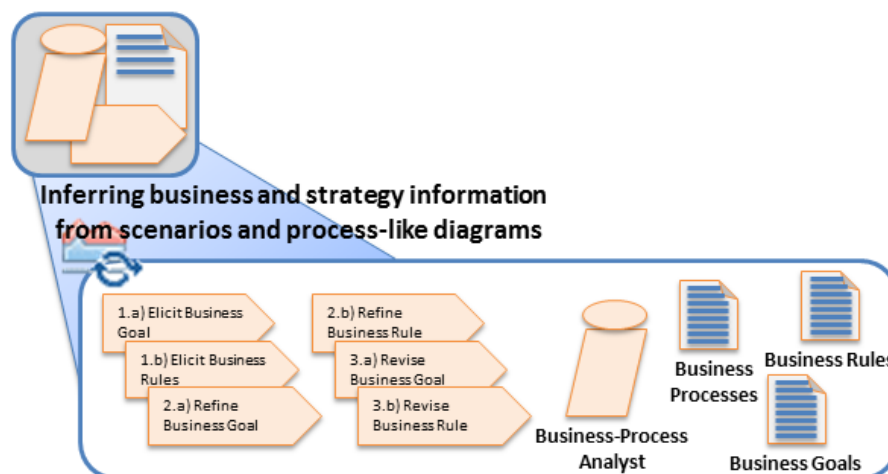 Inferring business and strategy information
from scenarios and process-like diagrams
1.a) Elicit Business
Goal
1.b) Elicit Business
Rules
2.a) Refine
Business Goal
2.b) Refine
Business Rule
3.a) Revise
Business Goal
3.b) Revise
Business Rule
Business-Process
Analyst
Business
Processes
Business Rules
Business Goals